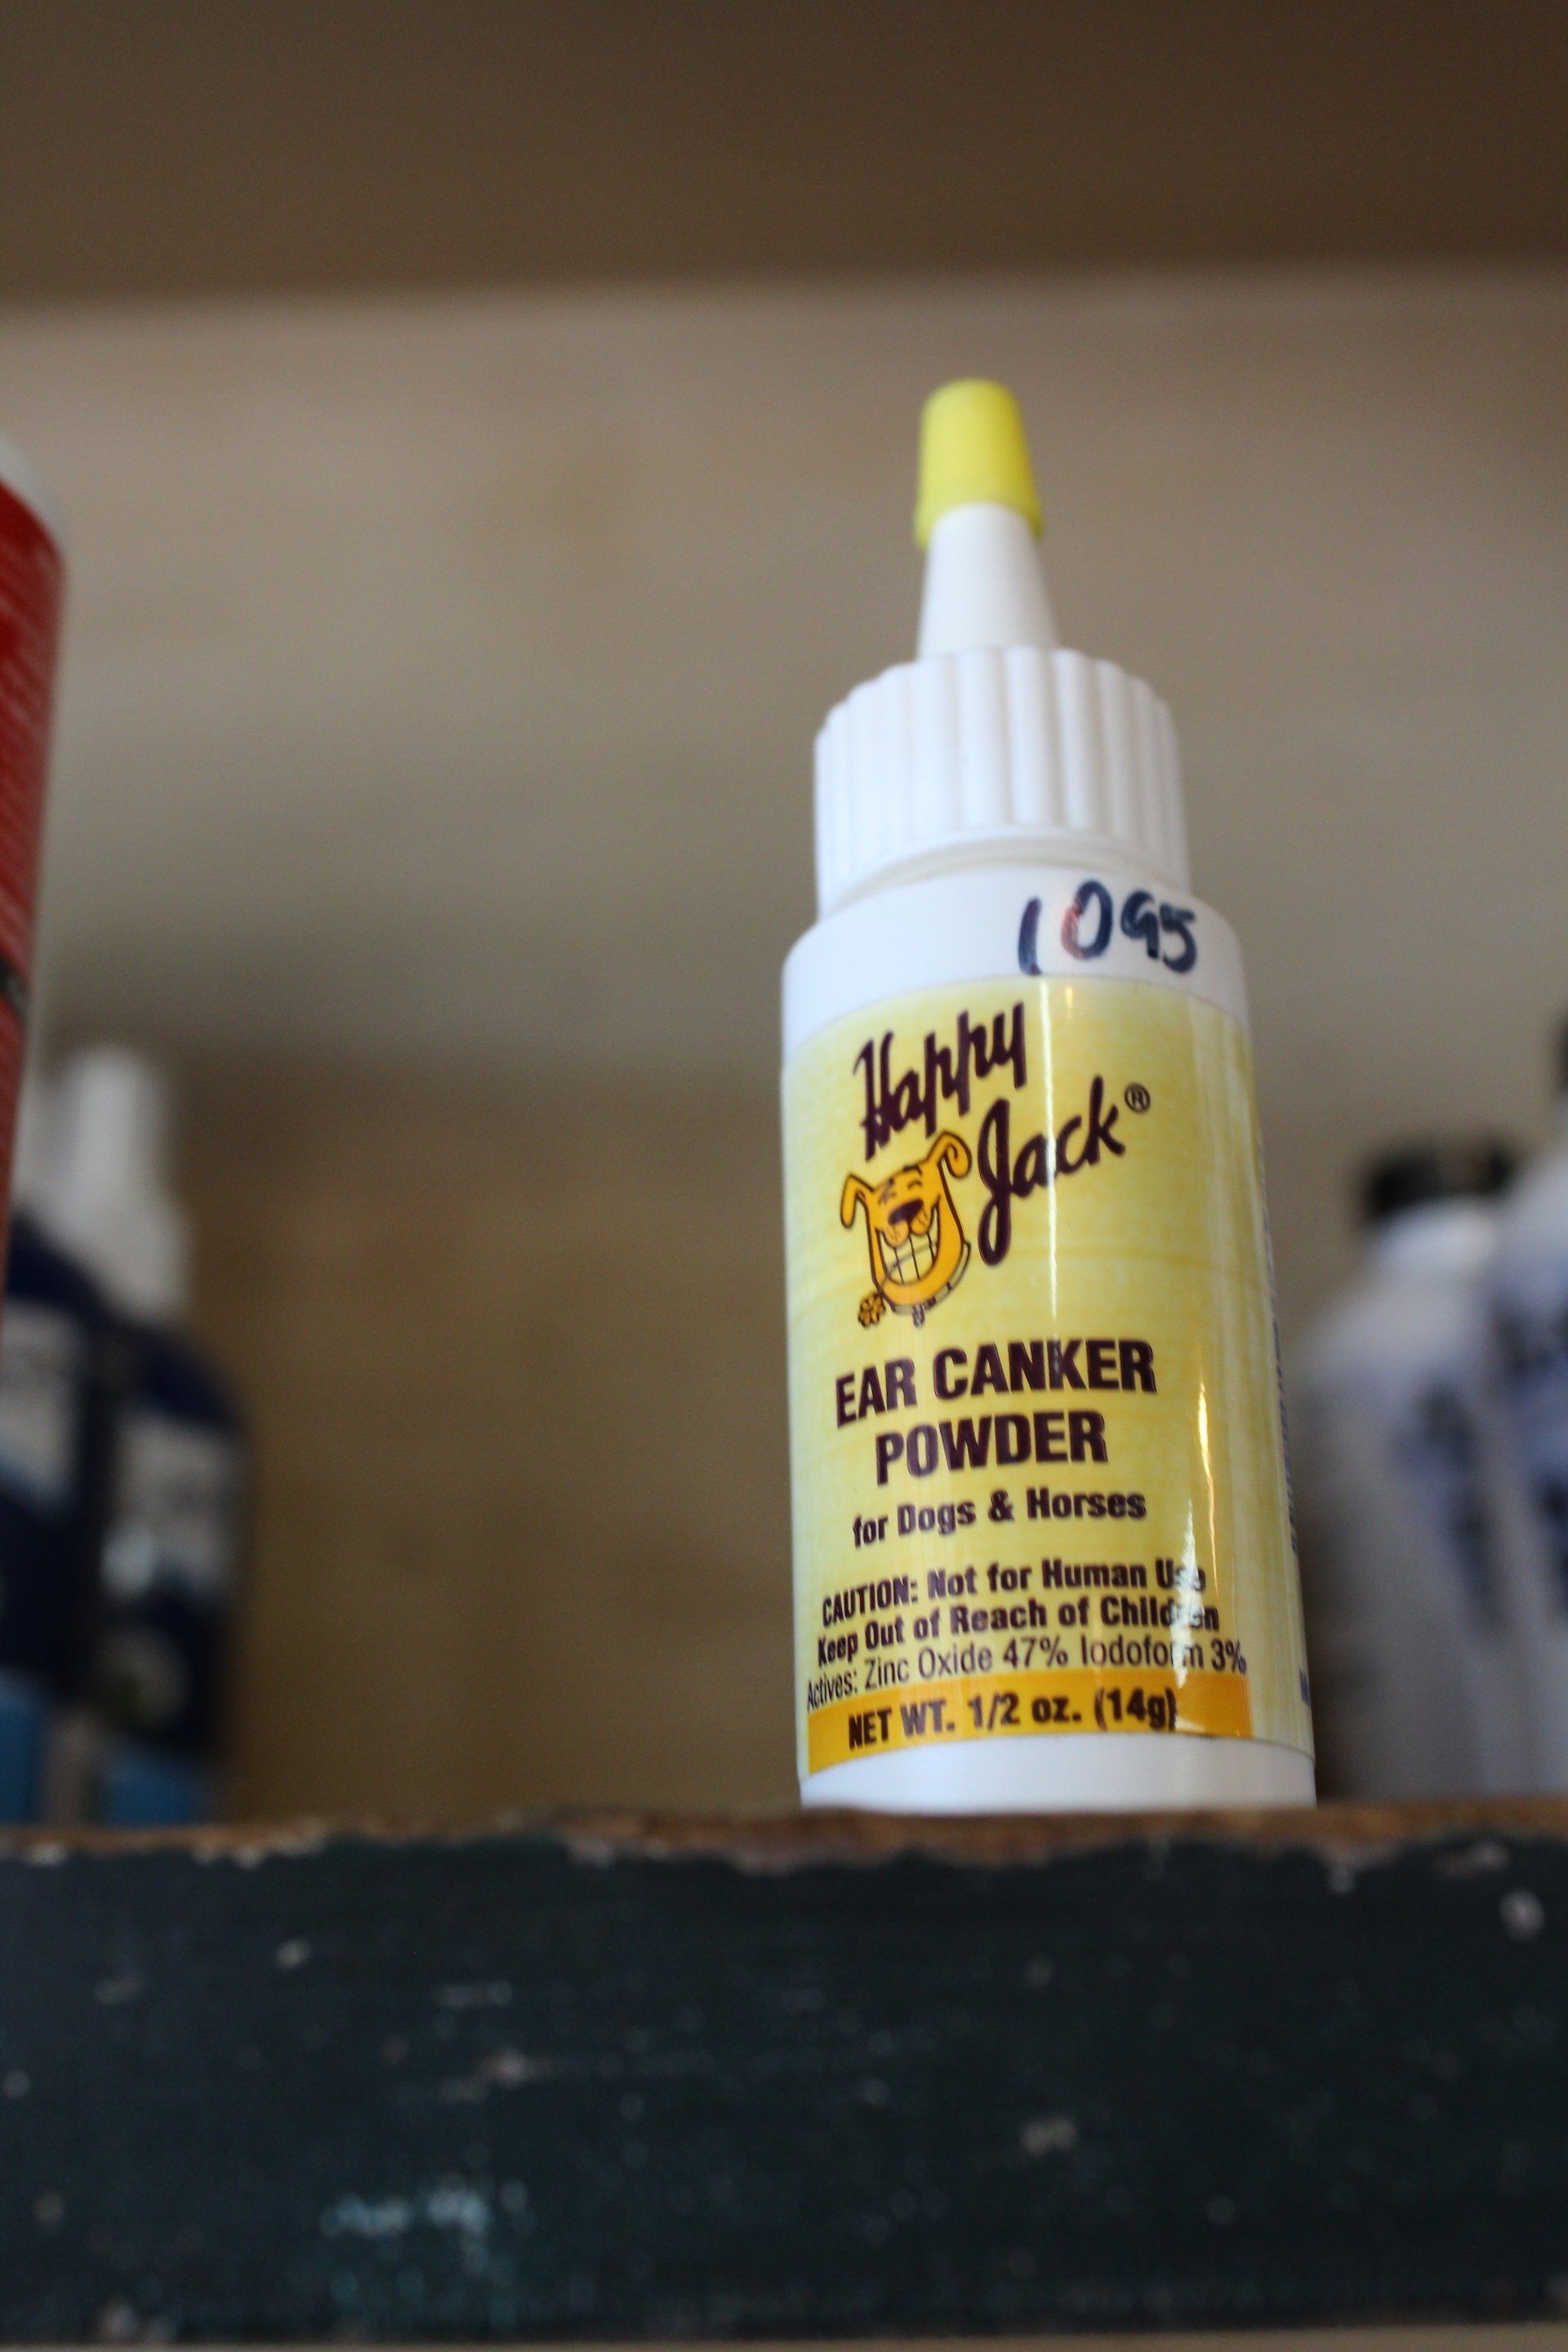 1095
Happy
Jack®
EAR CANKER
POWDER
for Dogs & Horses
CAUTION: Not for Human Use
Keep Out of Reach of Children
Actives: Zinc Oxide 47% Iodoform 3%
NET WT. 1/2 oz. (14g)